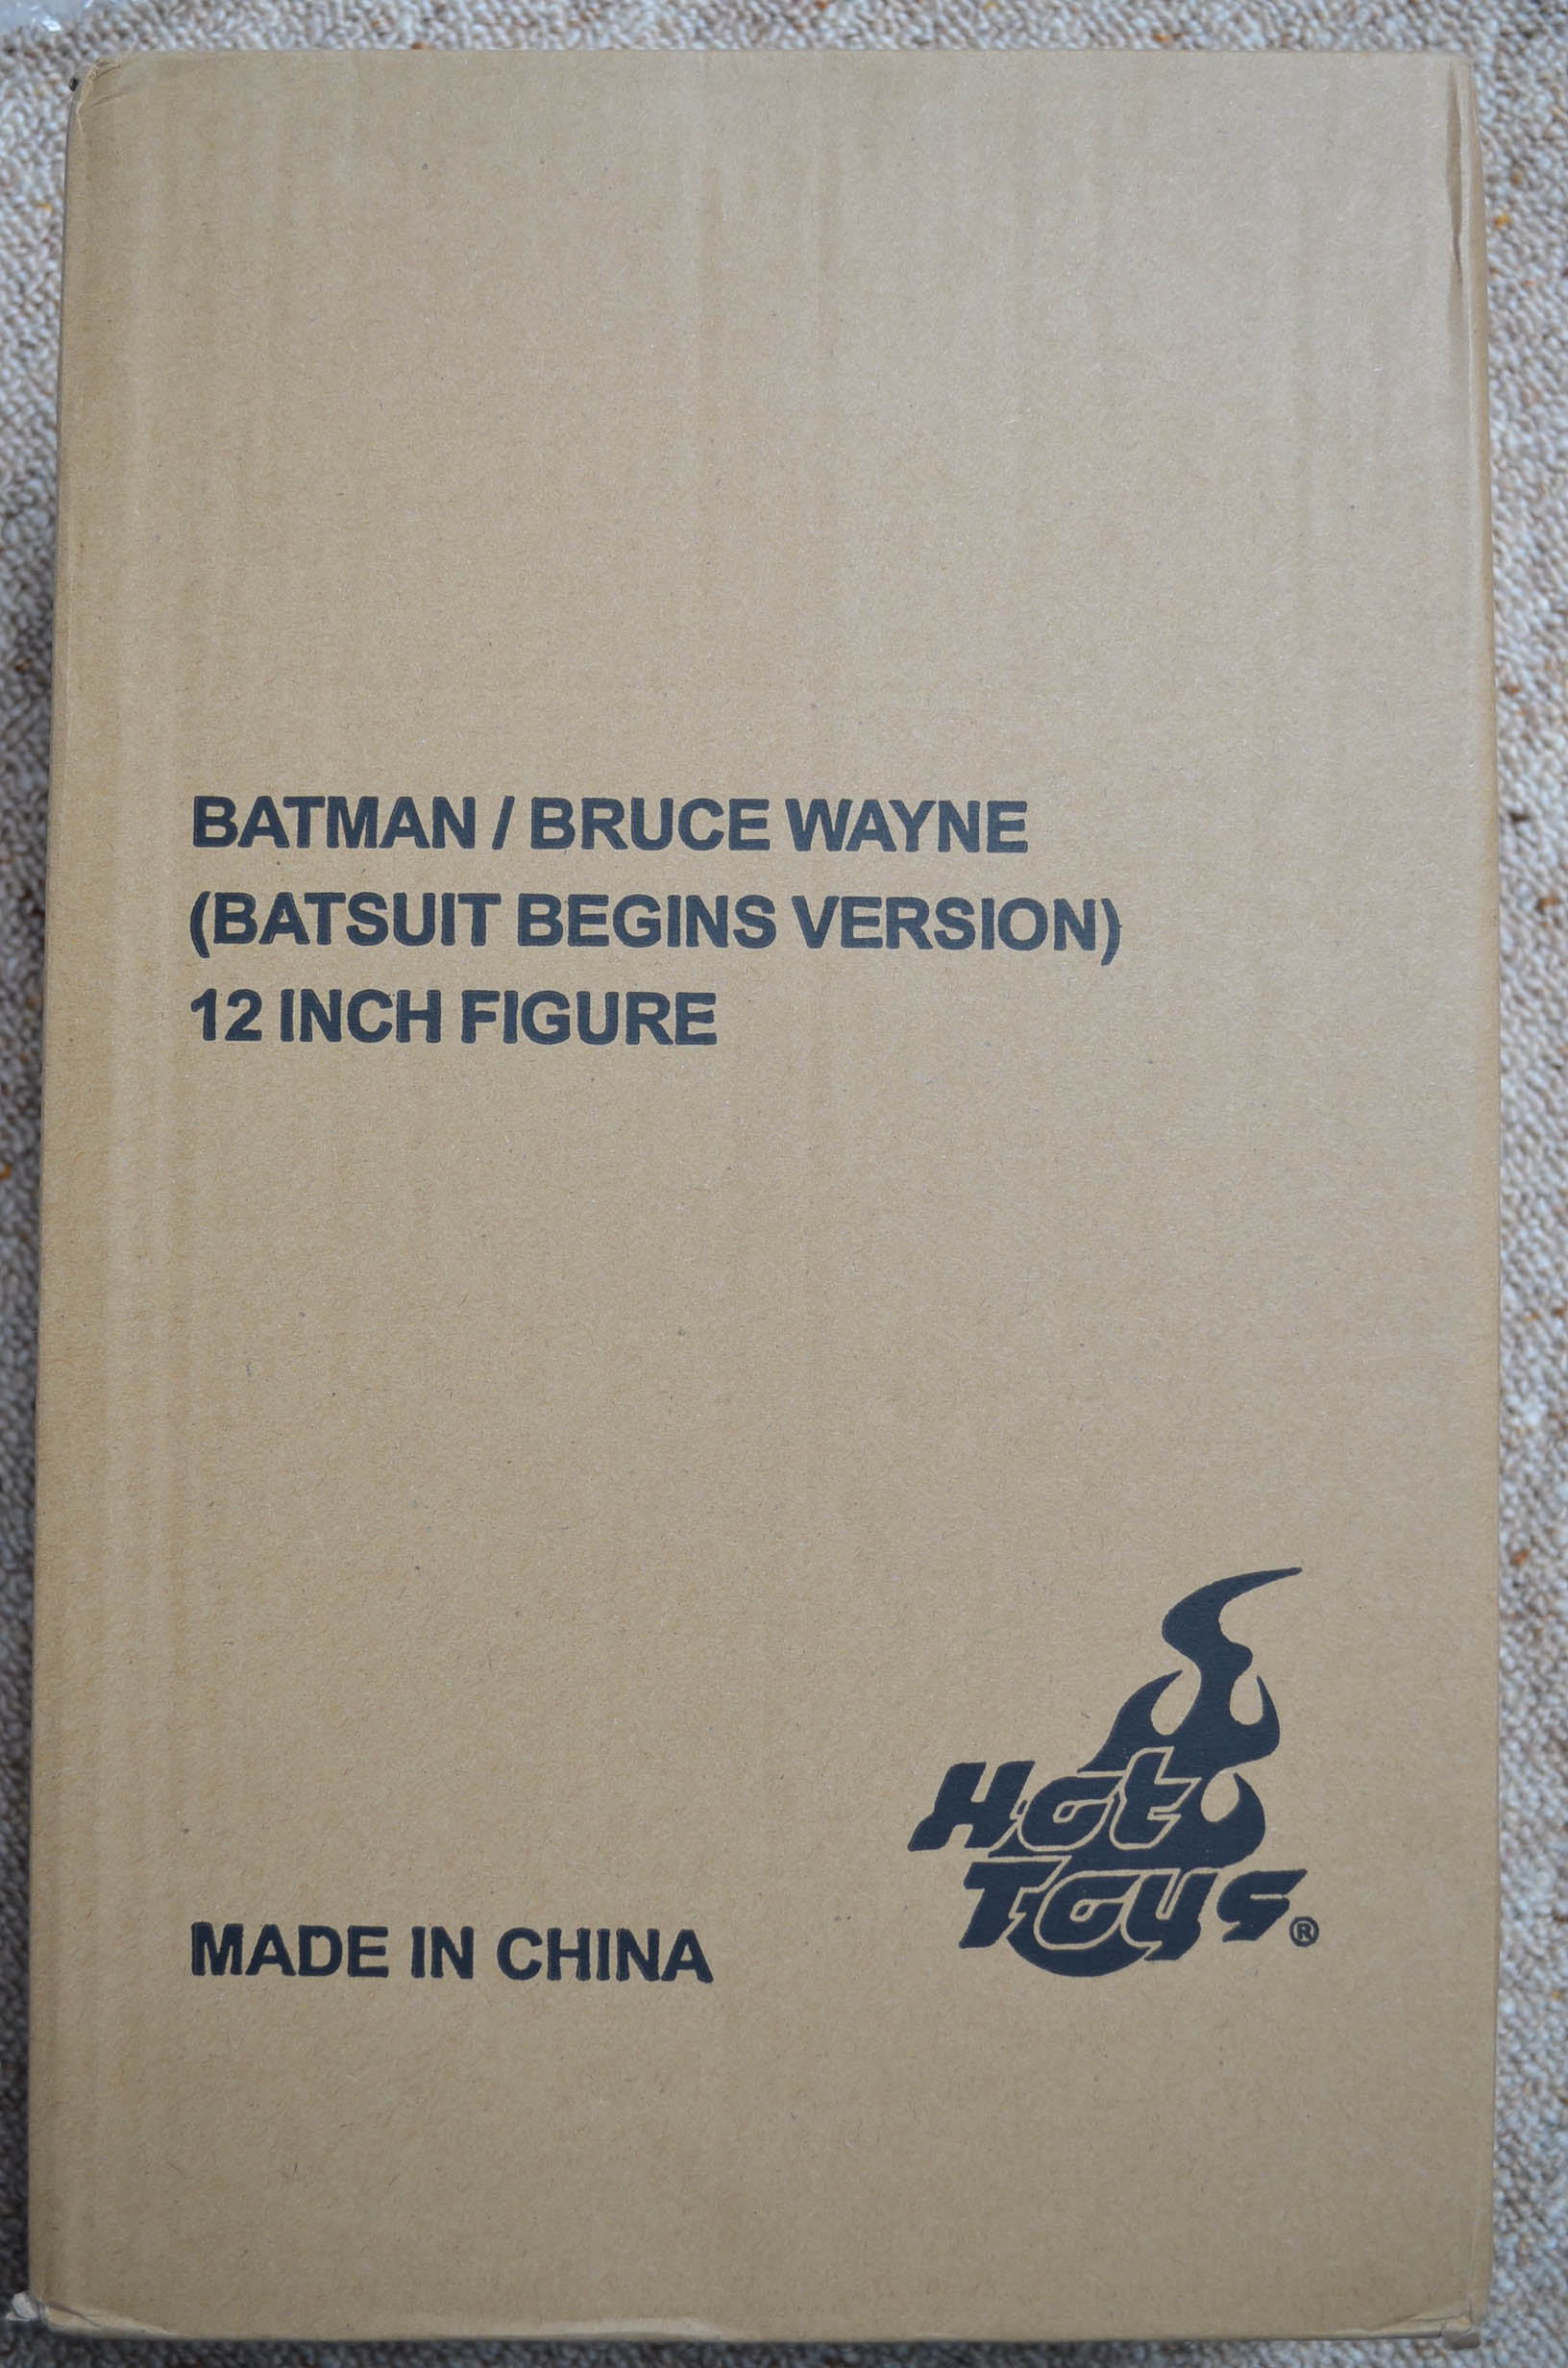 BATMAN / BRUCE WAYNE
(BATSUIT BEGINS VERSION)
12 INCH FIGURE
Hot
Toys®
MADE IN CHINA